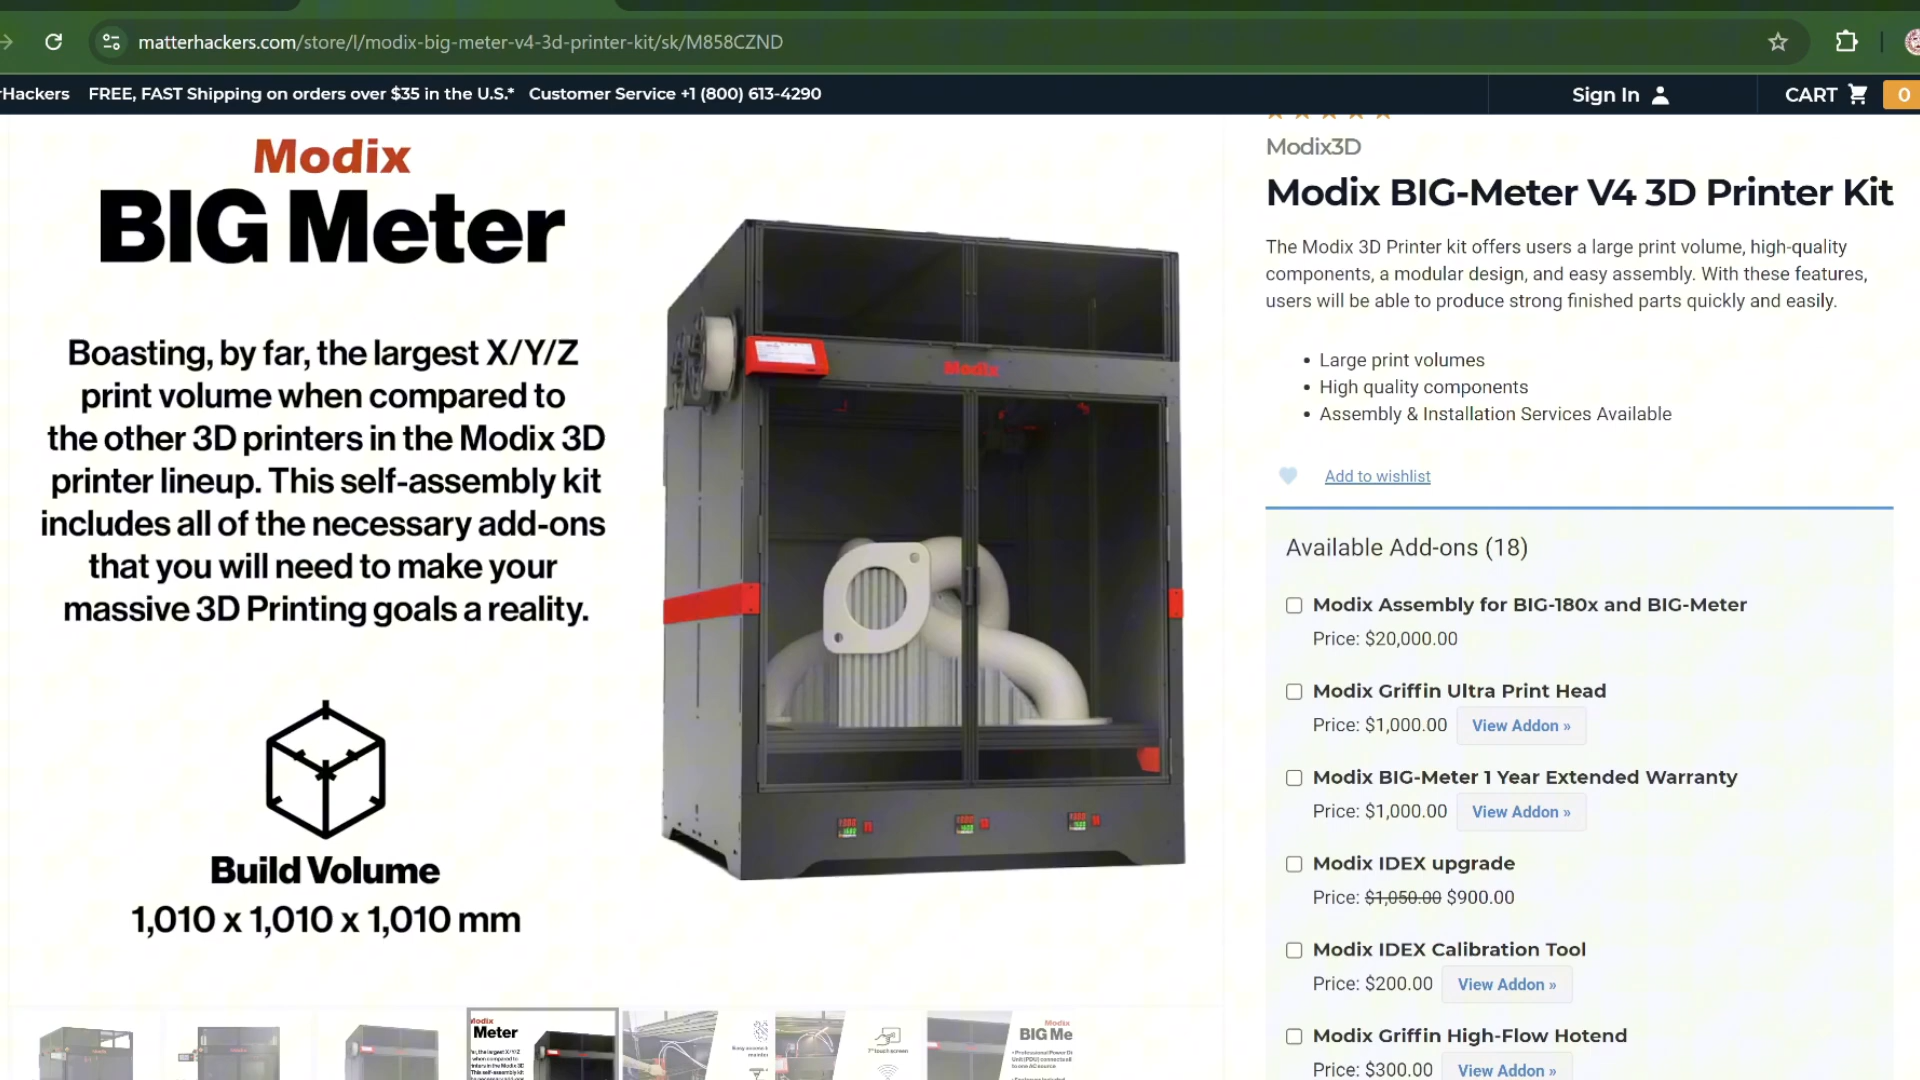 matterhackers.com/store/l/modix-big-meter-v4-3d-printer-kit/sk/M858CZND
rHackers FREE, FAST Shipping on orders over $35 in the U.S.* Customer Service +1 (800) 613-4290
Sign In
CART
0
Modix
BIG Meter
Boasting, by far, the largest X/Y/Z
print volume when compared to
the other 3D printers in the Modix 3D
printer lineup. This self-assembly kit
includes all of the necessary add-ons
that you will need to make your
massive 3D Printing goals a reality.
Build Volume
1,010 x 1,010 x 1,010 mm
Modix
Modix3D
Modix BIG-Meter V4 3D Printer Kit
The Modix 3D Printer kit offers users a large print volume, high-quality
components, a modular design, and easy assembly. With these features,
users will be able to produce strong finished parts quickly and easily.
• Large print volumes
• High quality components
• Assembly & Installation Services Available
Add to wishlist
Available Add-ons (18)
Modix Assembly for BIG-180x and BIG-Meter
Price: $20,000.00
Modix Griffin Ultra Print Head
Price: $1,000.00 View Addon »
Modix BIG-Meter 1 Year Extended Warranty
Price: $1,000.00 View Addon »
Modix IDEX upgrade
Price: $1,050.00 $900.00
Modix IDEX Calibration Tool
Price: $200.00 View Addon »
Modix Griffin High-Flow Hotend
Price: $300.00 View Addon »
Modix
Meter
7" touch screen
Modix
BIG Me